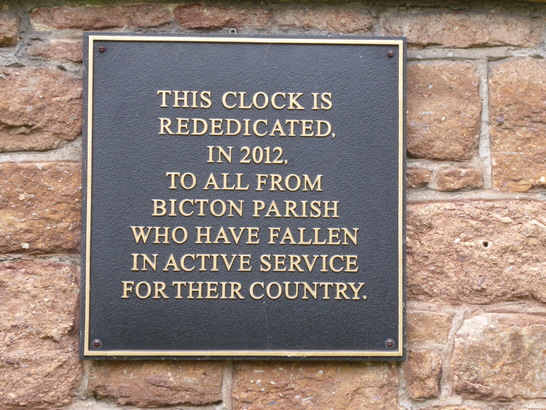 THIS CLOCK IS
REDEDICATED,
IN 2012,
TO ALL FROM
BICTON PARISH
WHO HAVE FALLEN
IN ACTIVE SERVICE
FOR THEIR COUNTRY.